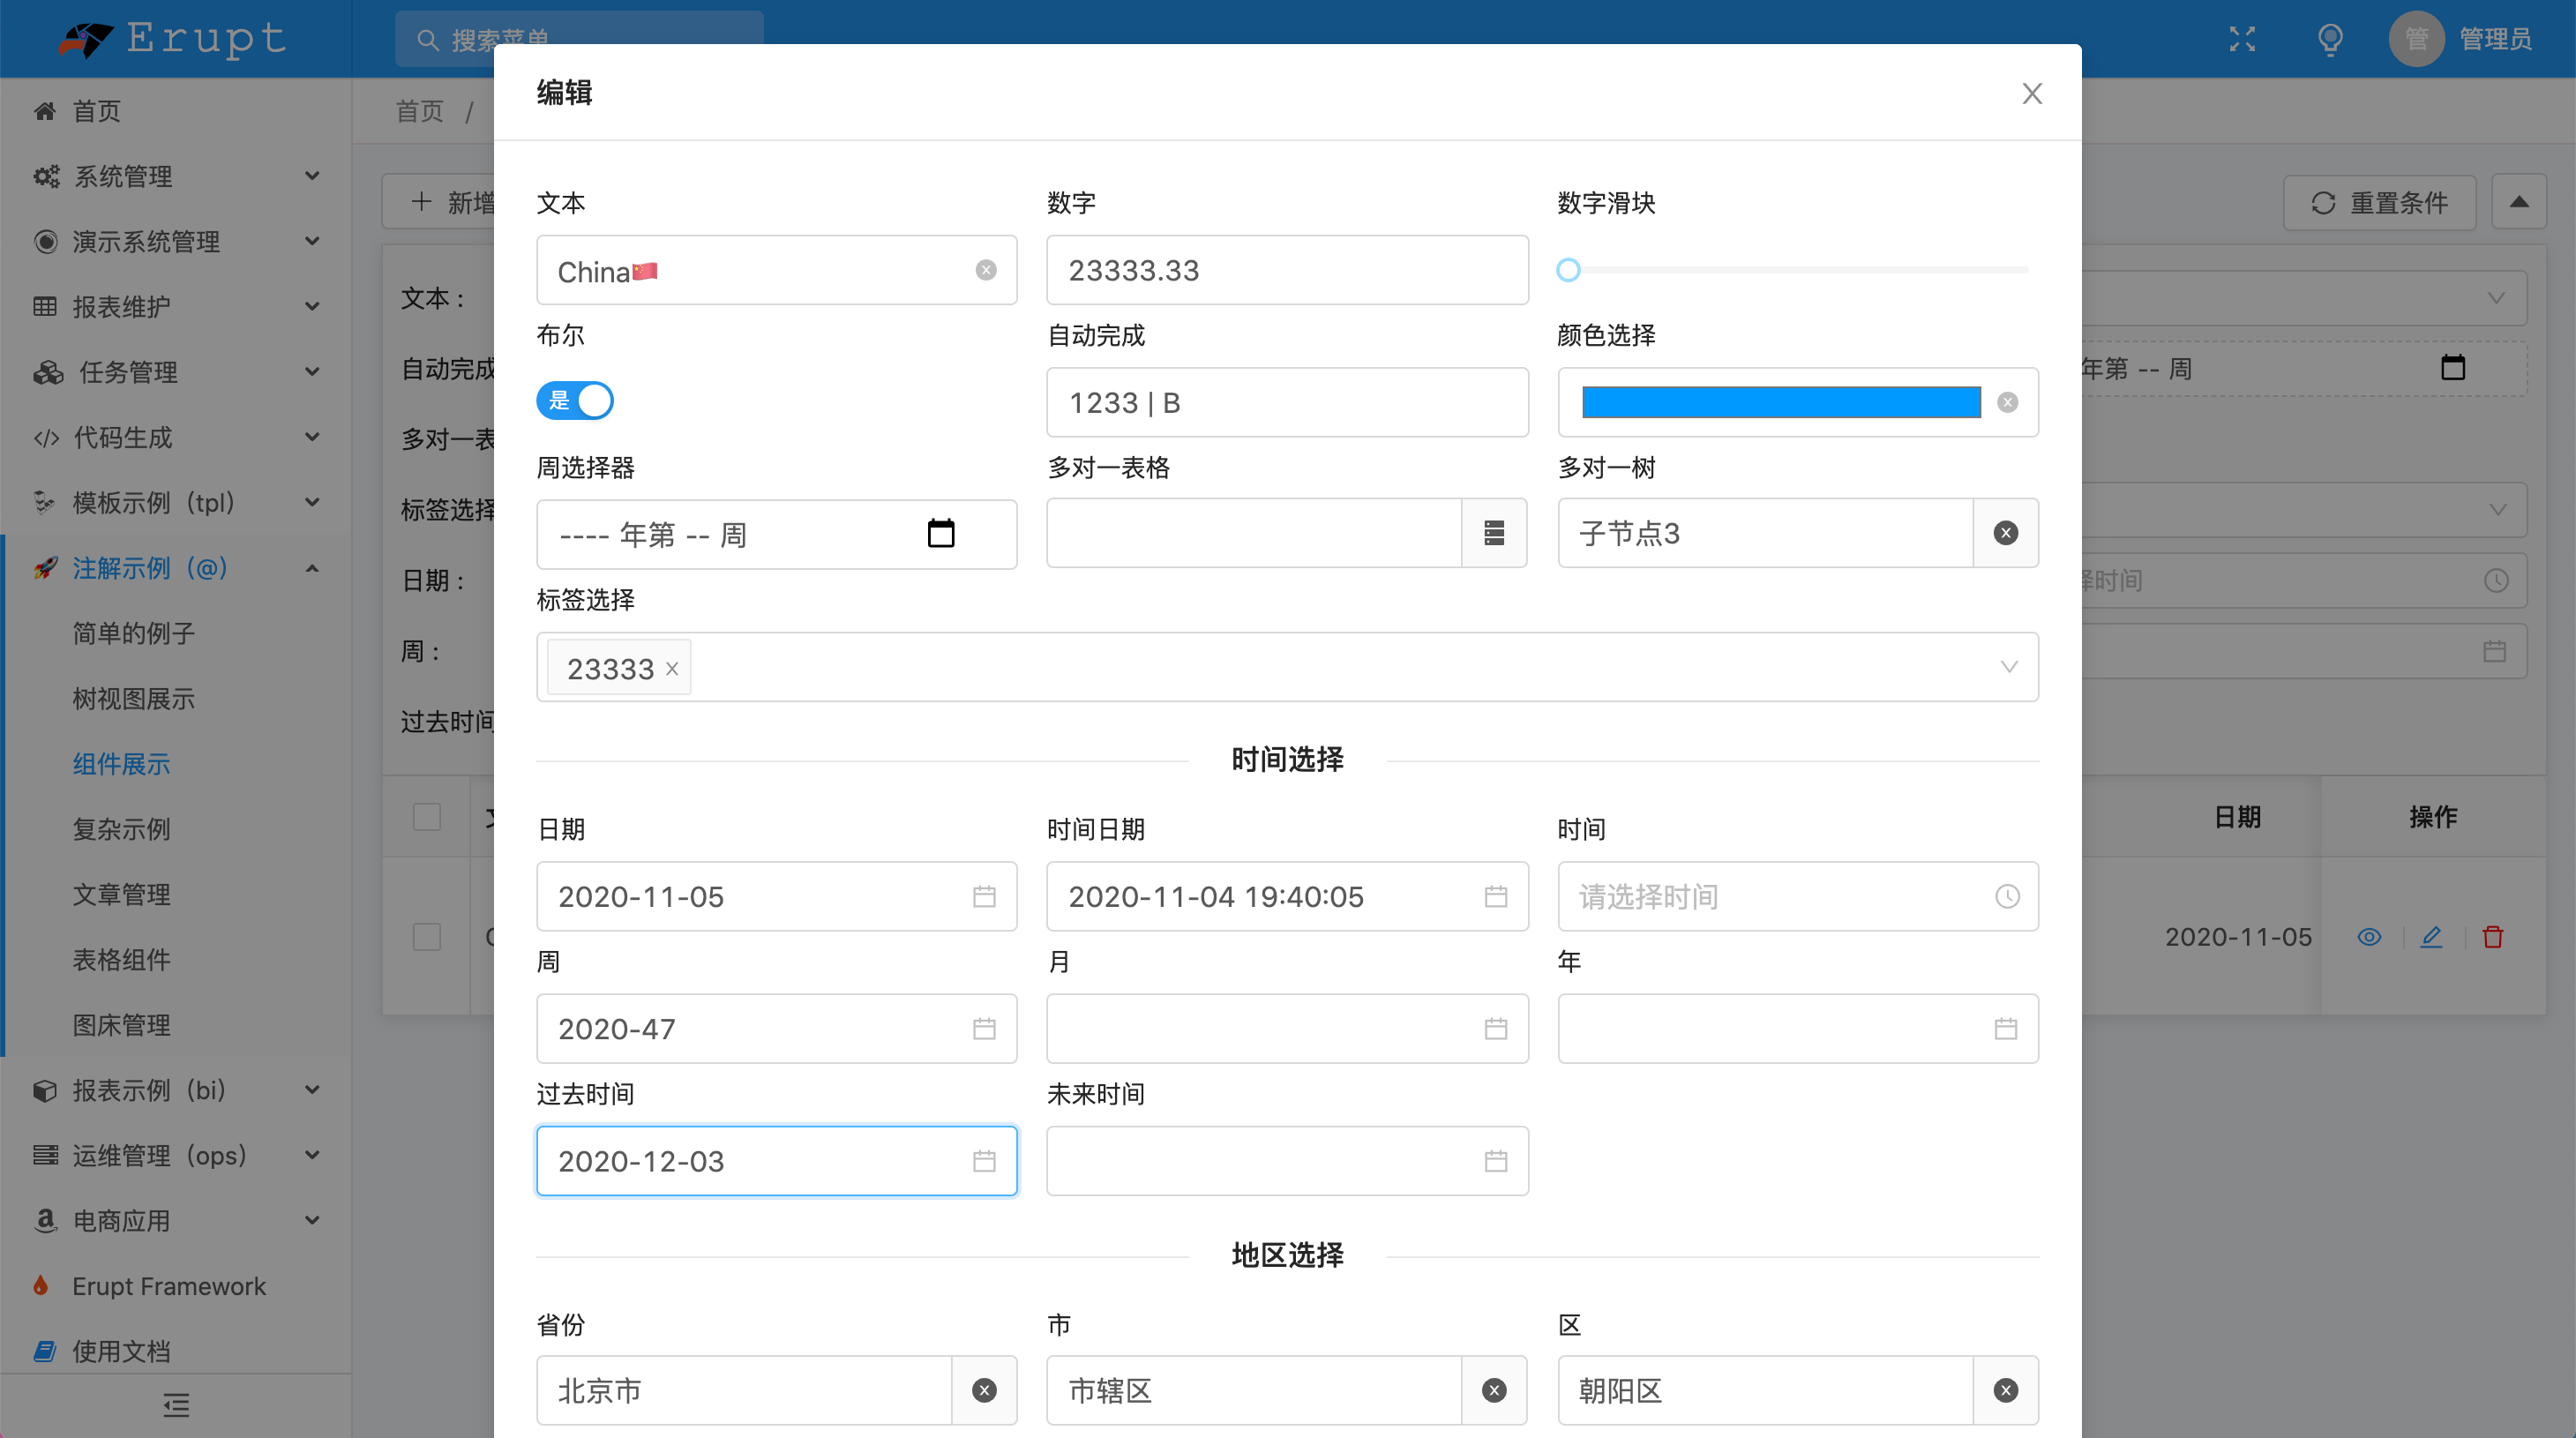 Erupt
搜索菜单
管 管理员
首页
系统管理
演示系统管理
报表维护
任务管理
代码生成
模板示例（tpl）
注解示例（@）
简单的例子
树视图展示
组件展示
复杂示例
文章管理
表格组件
图床管理
报表示例（bi）
运维管理（ops）
电商应用
Erupt Framework
使用文档
首页 /
新增
重置条件
文本 :
自动完成
年第 -- 周
多对一表
标签选择
日期 :
择时间
周 :
过去时间
日期 操作
2020-11-05
编辑
文本 数字 数字滑块
China🇨🇳 23333.33
布尔 自动完成 颜色选择
是 1233 | B
周选择器 多对一表格 多对一树
---- 年第 -- 周 子节点3
标签选择
23333
时间选择
日期 时间日期 时间
2020-11-05 2020-11-04 19:40:05 请选择时间
周 月 年
2020-47
过去时间 未来时间
2020-12-03
地区选择
省份 市 区
北京市 市辖区 朝阳区